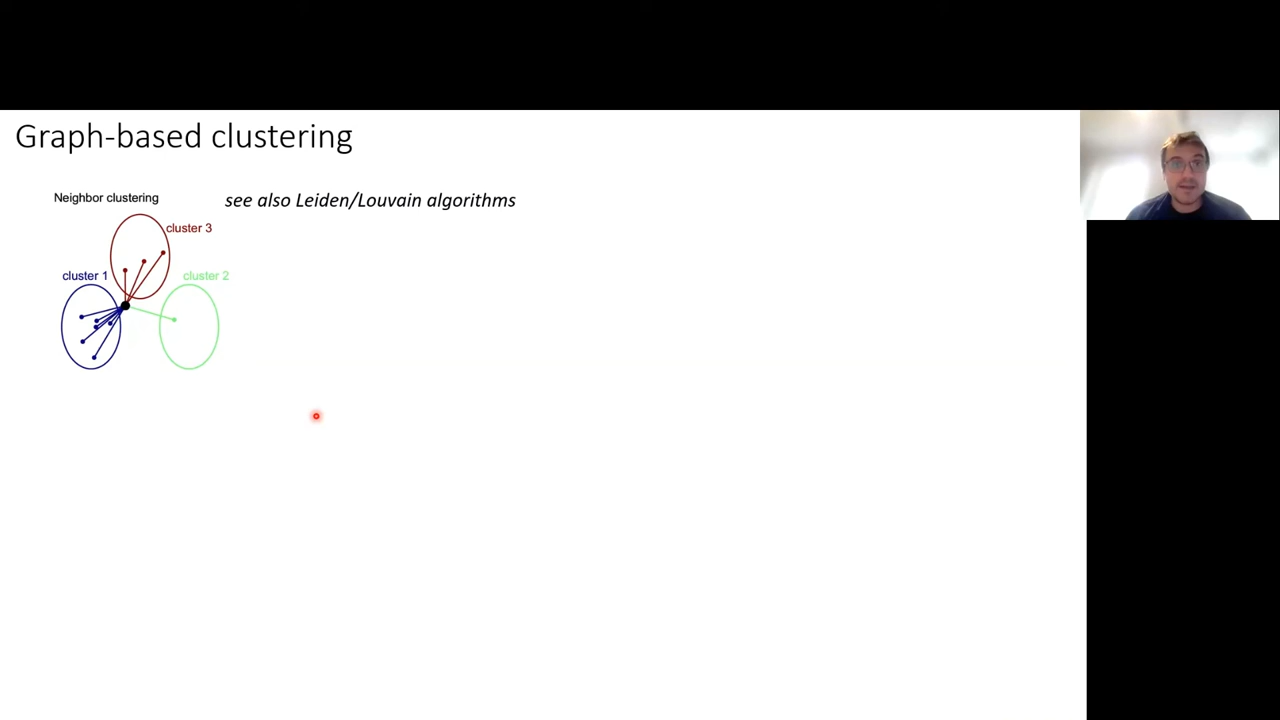 Graph-based clustering
Neighbor clustering
see also Leiden/Louvain algorithms
cluster 3
cluster 1
cluster 2